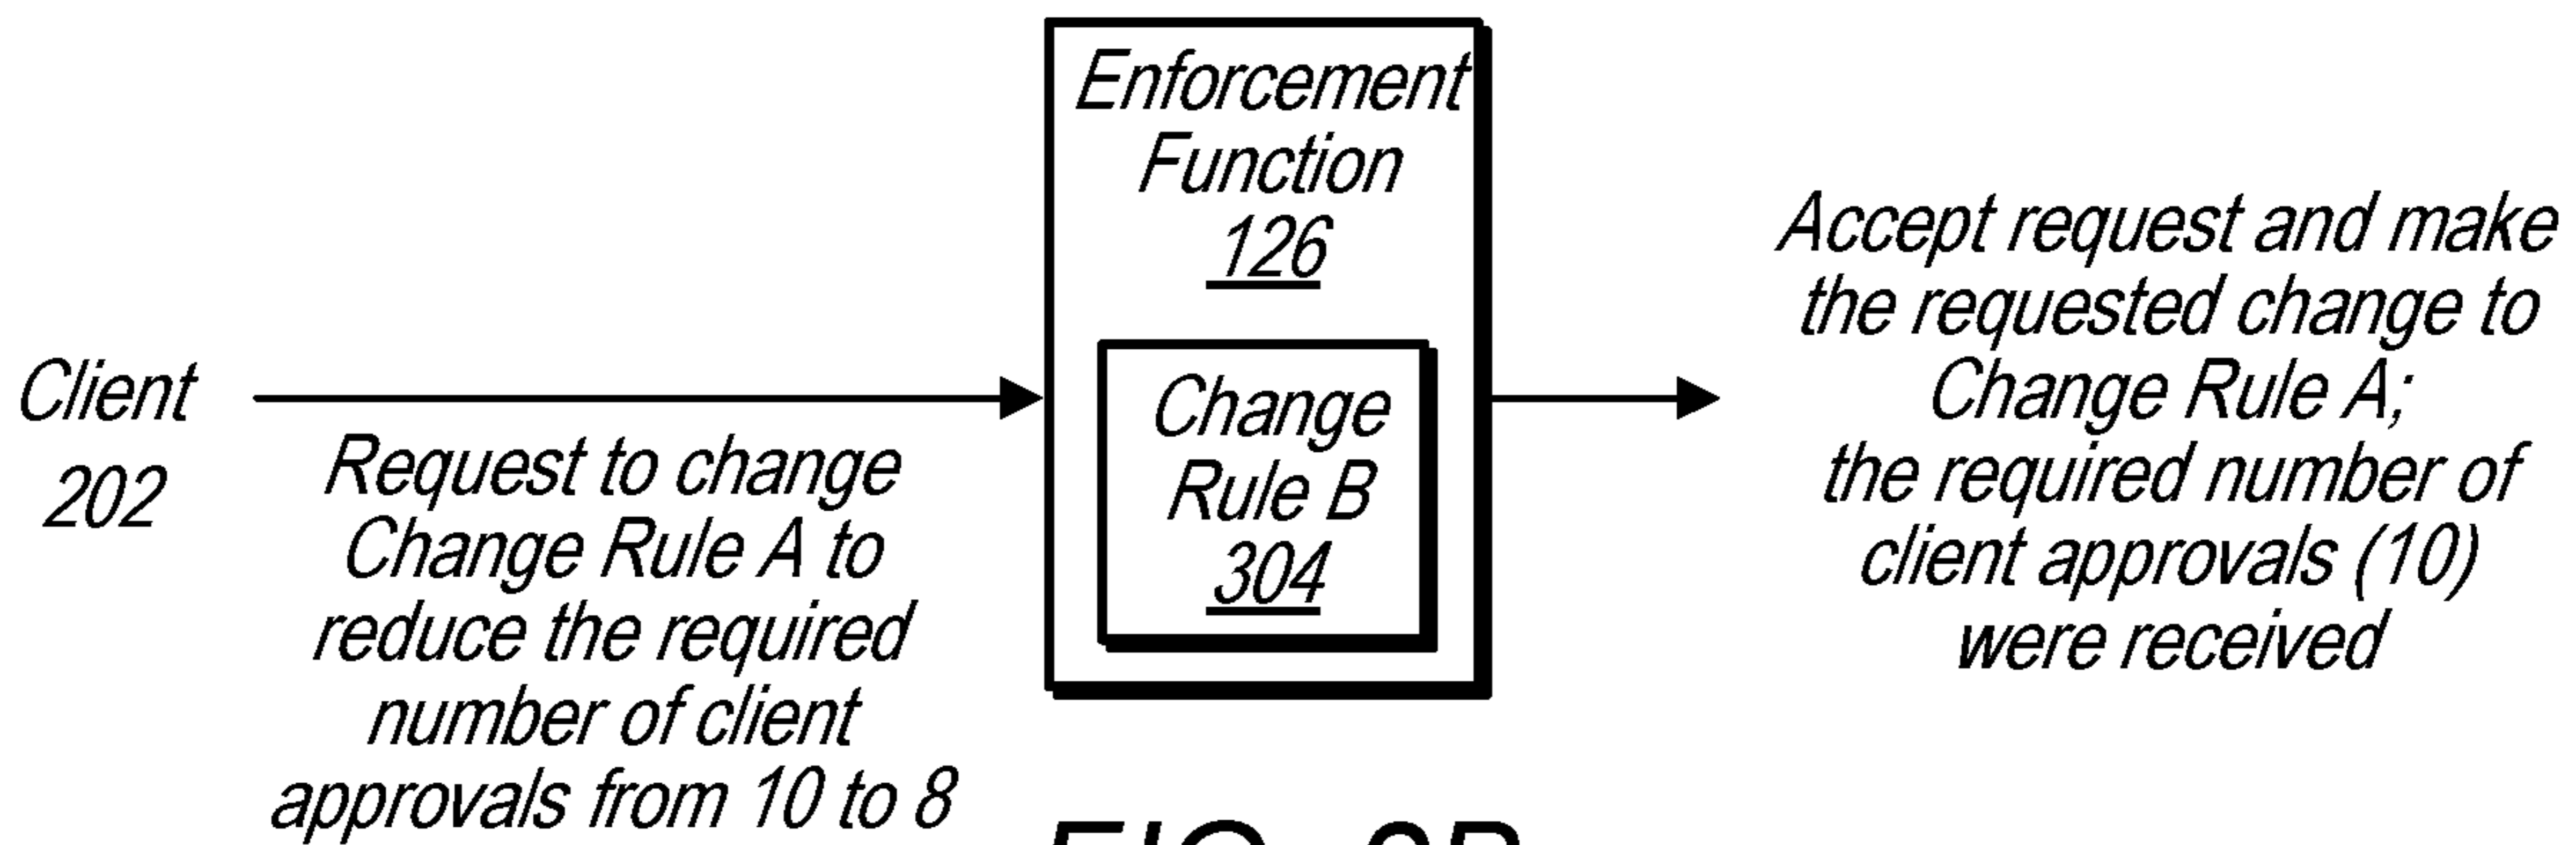 Client
202
Request to change
Change Rule A to
reduce the required
number of client
approvals from 10 to 8
Enforcement
Function
126
Change
Rule B
304
Accept request and make
the requested change to
Change Rule A;
the required number of
client approvals (10)
were received